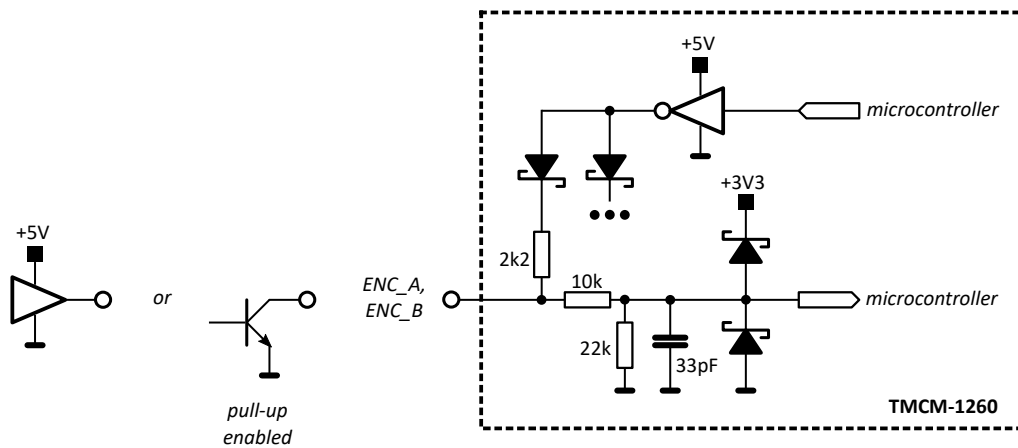 +5V
microcontroller
+3V3
+5V
2k2
or
ENC_A,
ENC_B
10k
microcontroller
22k
33pF
pull-up
enabled
TMCM-1260